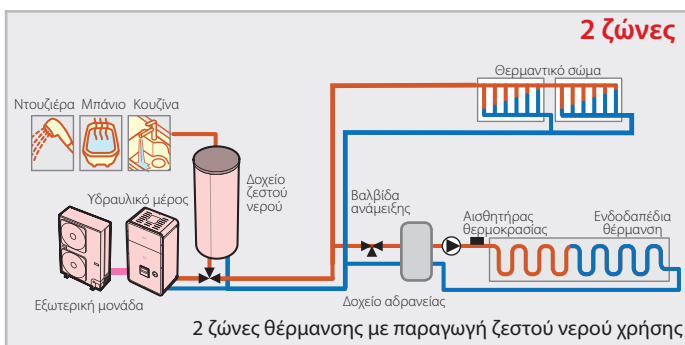 2 ζώνες
Θερμαντικό σώμα
Ντουζιέρα Μπάνιο Κουζίνα
Δοχείο
ζεστού
νερού
Υδραυλικό μέρος
Βαλβίδα
ανάμειξης
Αισθητήρας
θερμοκρασίας
Ενδοδαπέδια
θέρμανση
Εξωτερική μονάδα
Δοχείο αδρανείας
2 ζώνες θέρμανσης με παραγωγή ζεστού νερού χρήσης